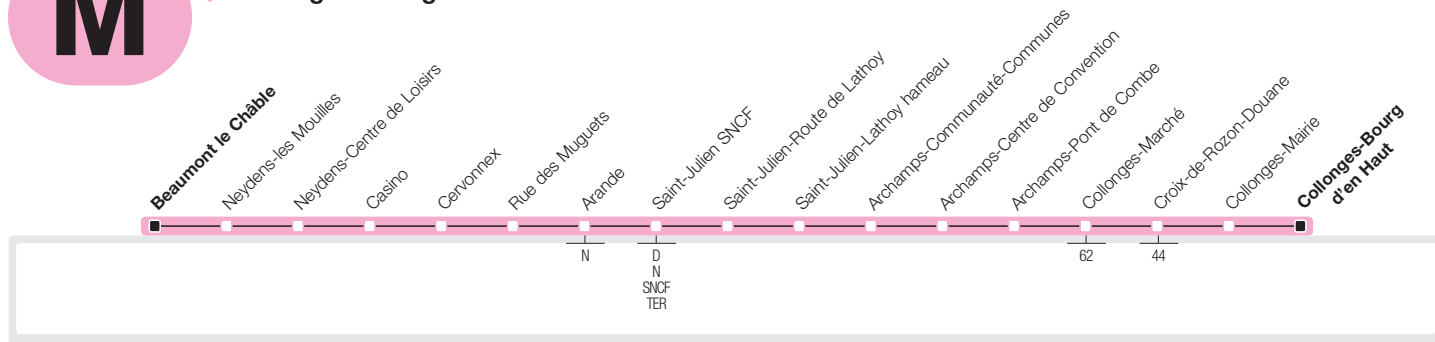 M
Beaumont le Châble
Neydens-les Mouilles
Neydens-Centre de Loisirs
Casino
Cervonnex
Rue des Muguets
Arande
Saint-Julien SNCF
Saint-Julien-Route de Lathoy
Saint-Julien-Lathoy hameau
Archamps-Communauté-Communes
Archamps-Centre de Convention
Archamps-Pont de Combe
Collonges-Marché
Croix-de-Rozon-Douane
Collonges-Mairie
Collonges-Bourg
d'en Haut
N
D
N
SNCF
TER
62
44